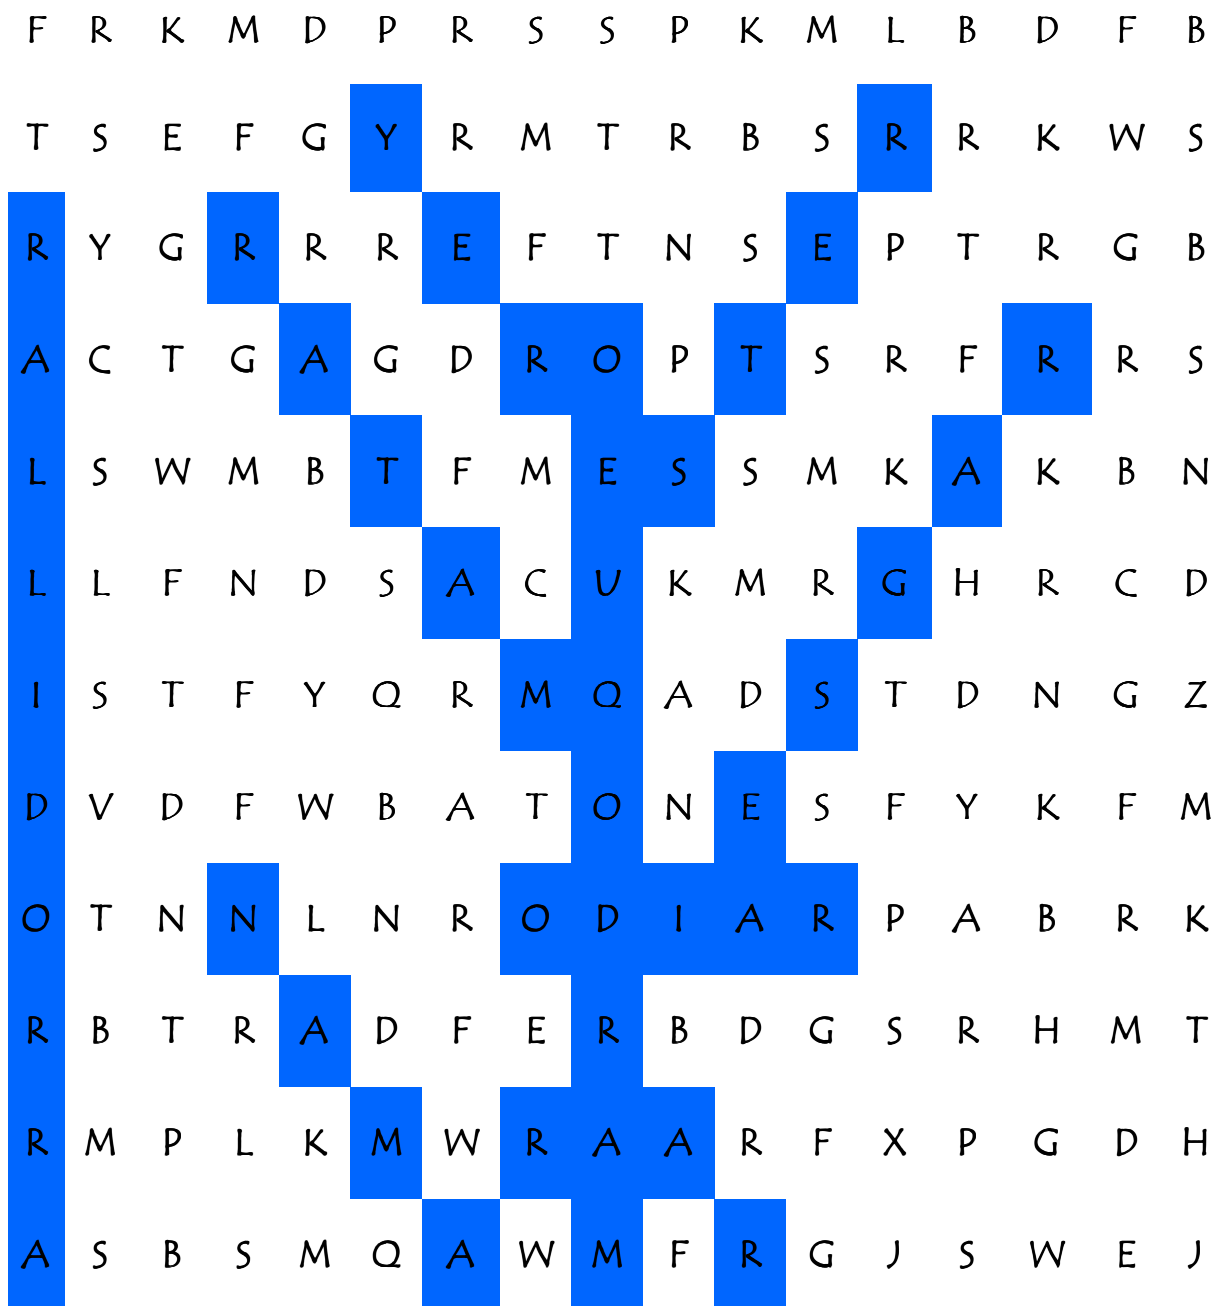 F R K M D P R S S P K M L B D F B
T S E F G Y R M T R B S R R K W S
R Y G R R R E F T N S E P T R G B
A C T G A G D R O P T S R F R R S
L S W M B T F M E S S M K A K B N
L L F N D S A C U K M R G H R C D
I S T F Y Q R M Q A D S T D N G Z
D V D F W B A T O N E S F Y K F M
O T N N L N R O D I A R P A B R K
R B T R A D F E R B D G S R H M T
R M P L K M W R A A R F X P G D H
A S B S M Q A W M F R G J S W E J